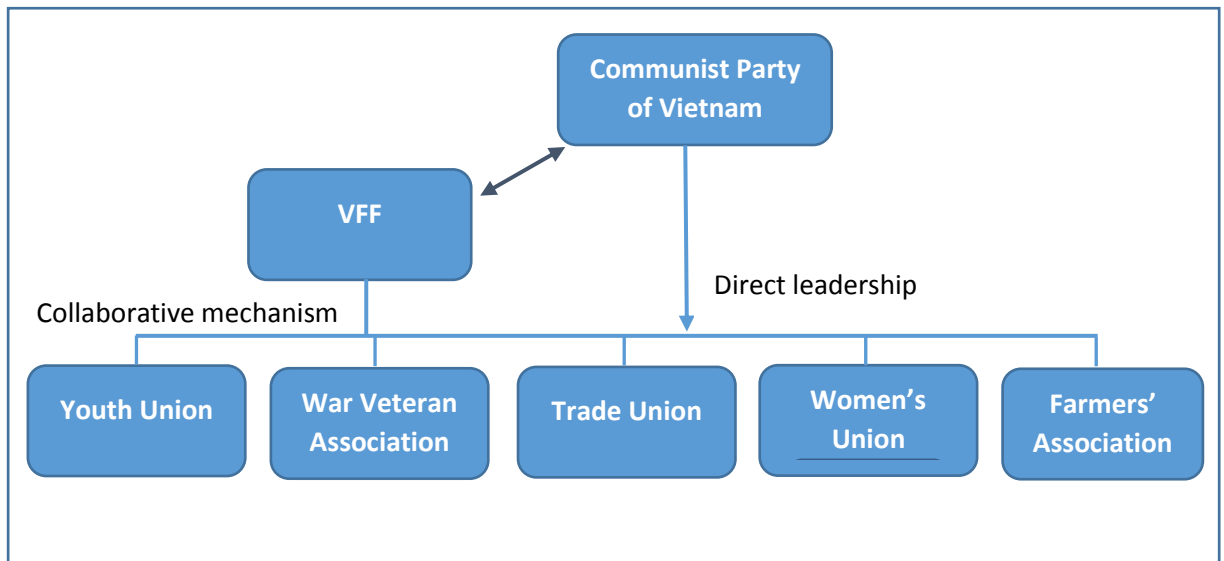 Communist Party
of Vietnam
VFF
Direct leadership
Collaborative mechanism
Youth Union
War Veteran
Association
Trade Union
Women’s
Union
Farmers’
Association